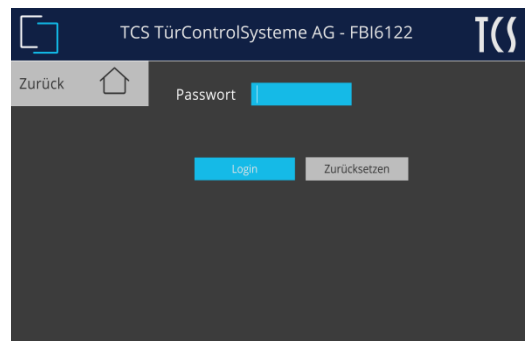 TCS TürControlSysteme AG - FBI6122
TCS
Zurück
Passwort
Login
Zurücksetzen